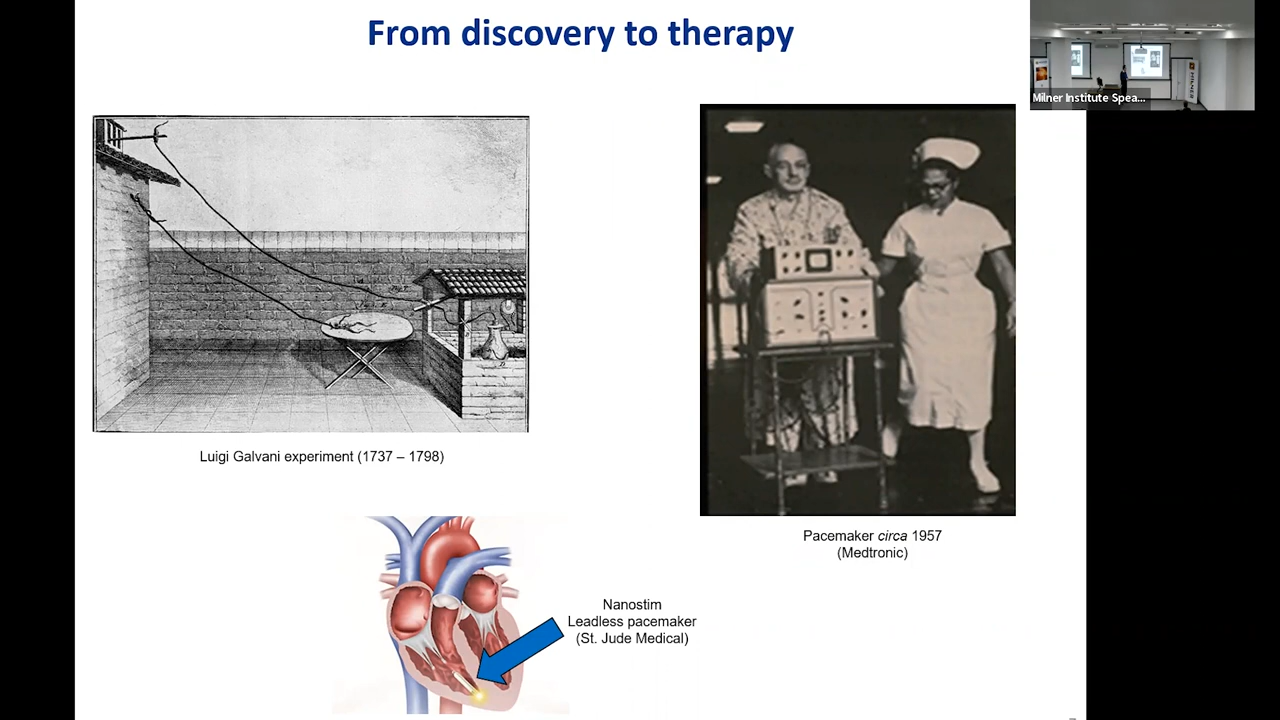 From discovery to therapy
Milner Institute Spea...
Luigi Galvani experiment (1737 – 1798)
Pacemaker circa 1957
(Medtronic)
Nanostim
Leadless pacemaker
(St. Jude Medical)